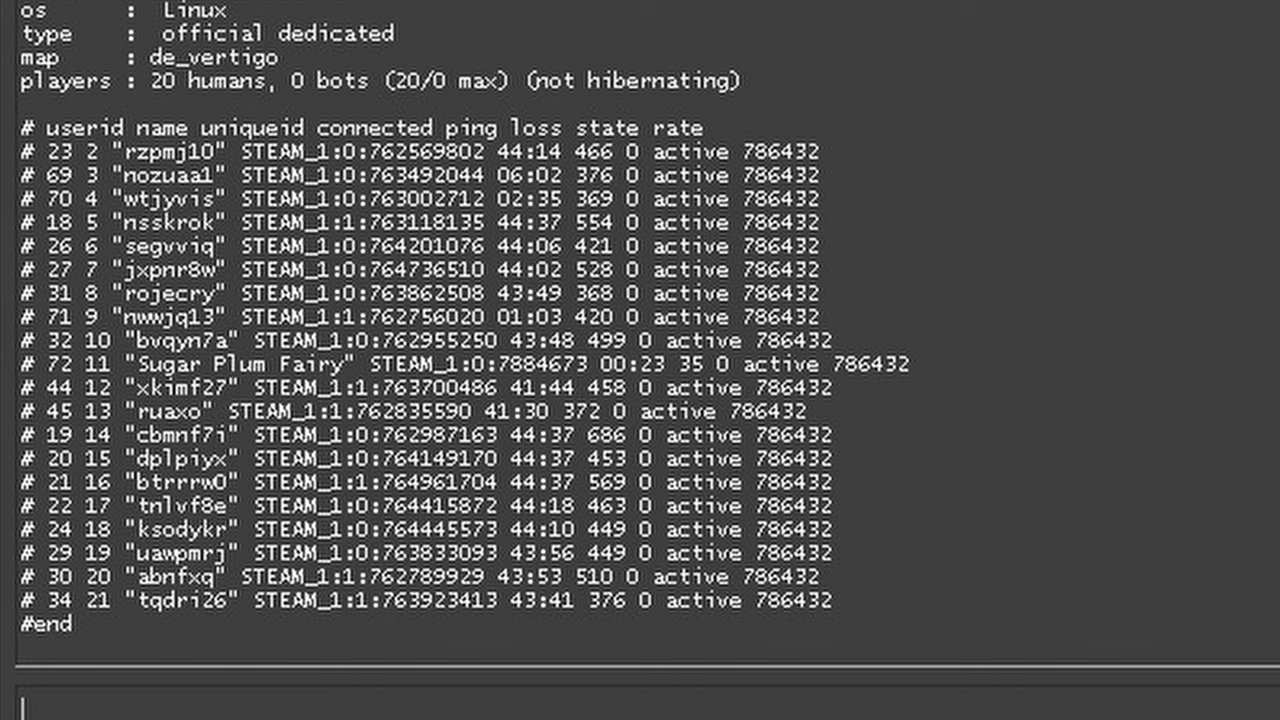 os : Linux
type : official dedicated
map : de_vertigo
players : 20 humans, 0 bots (20/0 max) (not hibernating)
# userid name uniqueid connected ping loss state rate
# 23 2 "rzpmj10" STEAM_1:0:762569802 44:14 466 0 active 786432
# 69 3 "nozuaa1" STEAM_1:0:763492044 06:02 376 0 active 786432
# 70 4 "wtjyvis" STEAM_1:0:763002712 02:35 369 0 active 786432
# 18 5 "nsskrok" STEAM_1:1:763118135 44:37 554 0 active 786432
# 26 6 "segvviq" STEAM_1:0:764201076 44:06 421 0 active 786432
# 27 7 "jxpnr8w" STEAM_1:0:764736510 44:02 528 0 active 786432
# 31 8 "rojecry" STEAM_1:0:763862508 43:49 368 0 active 786432
# 71 9 "nwwjq13" STEAM_1:1:762756020 01:03 420 0 active 786432
# 32 10 "bvqyn7a" STEAM_1:0:762955250 43:48 499 0 active 786432
# 72 11 "Sugar Plum Fairy" STEAM_1:0:7884673 00:23 35 0 active 786432
# 44 12 "xkimf27" STEAM_1:1:763700486 41:44 458 0 active 786432
# 45 13 "ruaxo" STEAM_1:1:762835590 41:30 372 0 active 786432
# 19 14 "cbmnf7i" STEAM_1:0:762987163 44:37 686 0 active 786432
# 20 15 "dplpiyx" STEAM_1:0:764149170 44:37 453 0 active 786432
# 21 16 "btrrrw0" STEAM_1:1:764961704 44:37 569 0 active 786432
# 22 17 "tnlvf8e" STEAM_1:0:764415872 44:18 463 0 active 786432
# 24 18 "ksodykr" STEAM_1:0:764445573 44:10 449 0 active 786432
# 29 19 "uawpmrj" STEAM_1:0:763833093 43:56 449 0 active 786432
# 30 20 "abnfxq" STEAM_1:1:762789929 43:53 510 0 active 786432
# 34 21 "tqdri26" STEAM_1:1:763923413 43:41 376 0 active 786432
#end